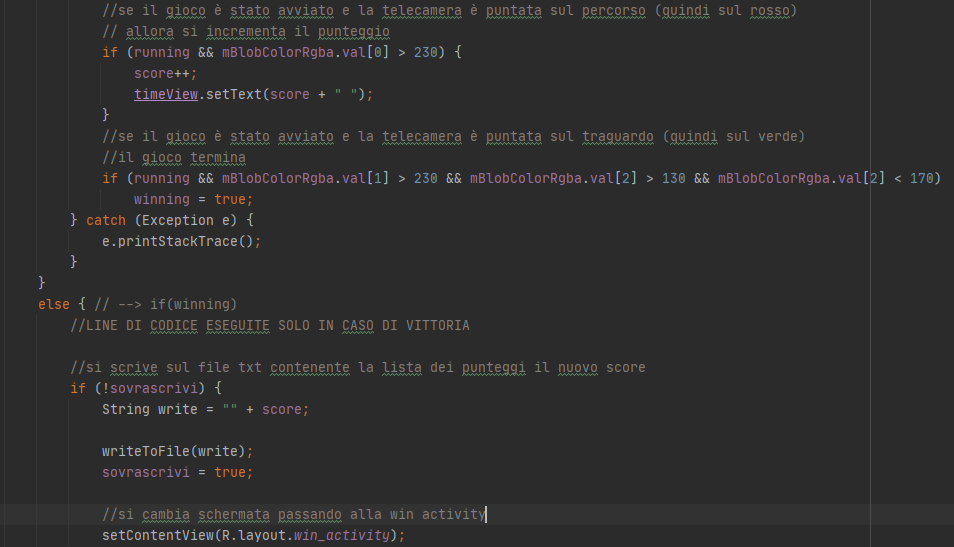 //se il gioco è stato avviato e la telecamera è puntata sul percorso (quindi sul rosso)
// allora si incrementa il punteggio
if (running && mBlobColorRgba.val[0] > 230) {
score++;
timeView.setText(score + " ");
}
//se il gioco è stato avviato e la telecamera è puntata sul traguardo (quindi sul verde)
//il gioco termina
if (running && mBlobColorRgba.val[1] > 230 && mBlobColorRgba.val[2] > 130 && mBlobColorRgba.val[2] < 170)
winning = true;
} catch (Exception e) {
e.printStackTrace();
}
}
else { // --> if(winning)
//LINE DI CODICE ESEGUITE SOLO IN CASO DI VITTORIA
//si scrive sul file txt contenente la lista dei punteggi il nuovo score
if (!sovrascrivi) {
String write = "" + score;
writeToFile(write);
sovrascrivi = true;
//si cambia schermata passando alla win activity
setContentView(R.layout.win_activity);